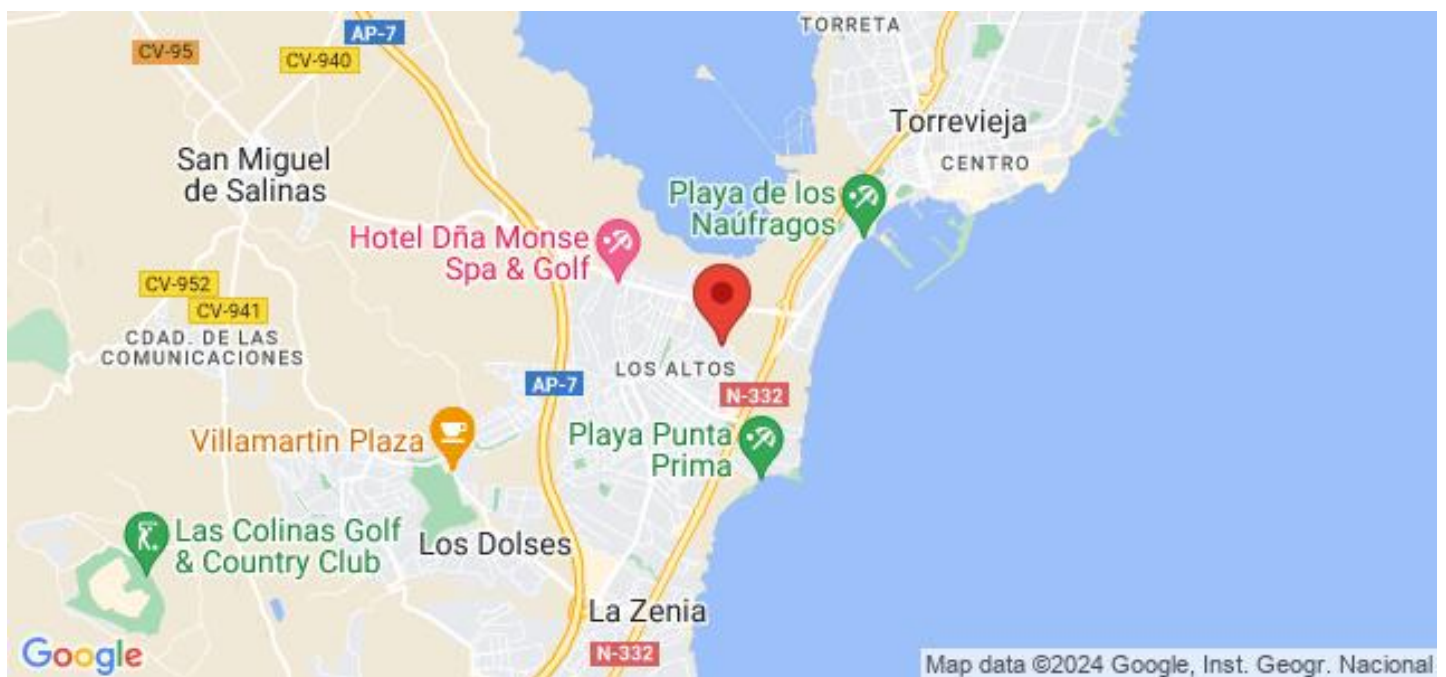 TORRETA
AP-7
CV-95
CV-940
Torrevieja
CENTRO
San Miguel
de Salinas
Playa de los
Naúfragos
Hotel Dña Monse
Spa & Golf
CV-952
CV-941
CDAD. DE LAS
COMUNICACIONES
LOS ALTOS
AP-7
N-332
Villamartin Plaza
Playa Punta
Prima
Las Colinas Golf
& Country Club
Los Dolses
La Zenia
N-332
Google
Map data ©2024 Google, Inst. Geogr. Nacional